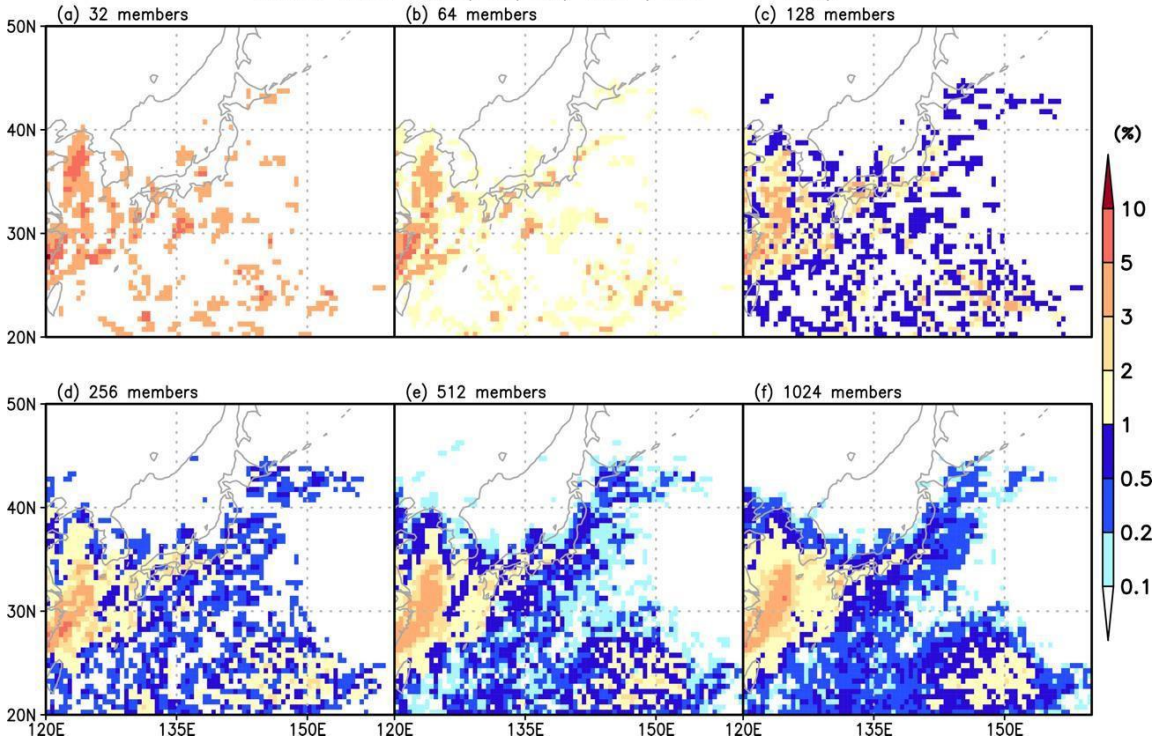 (a) 32 members
(b) 64 members
(c) 128 members
50N
40N
30N
20N
(%)
10
5
3
2
1
0.5
0.2
0.1
(d) 256 members
(e) 512 members
(f) 1024 members
50N
40N
30N
20N
120E
135E
150E
120E
135E
150E
120E
135E
150E